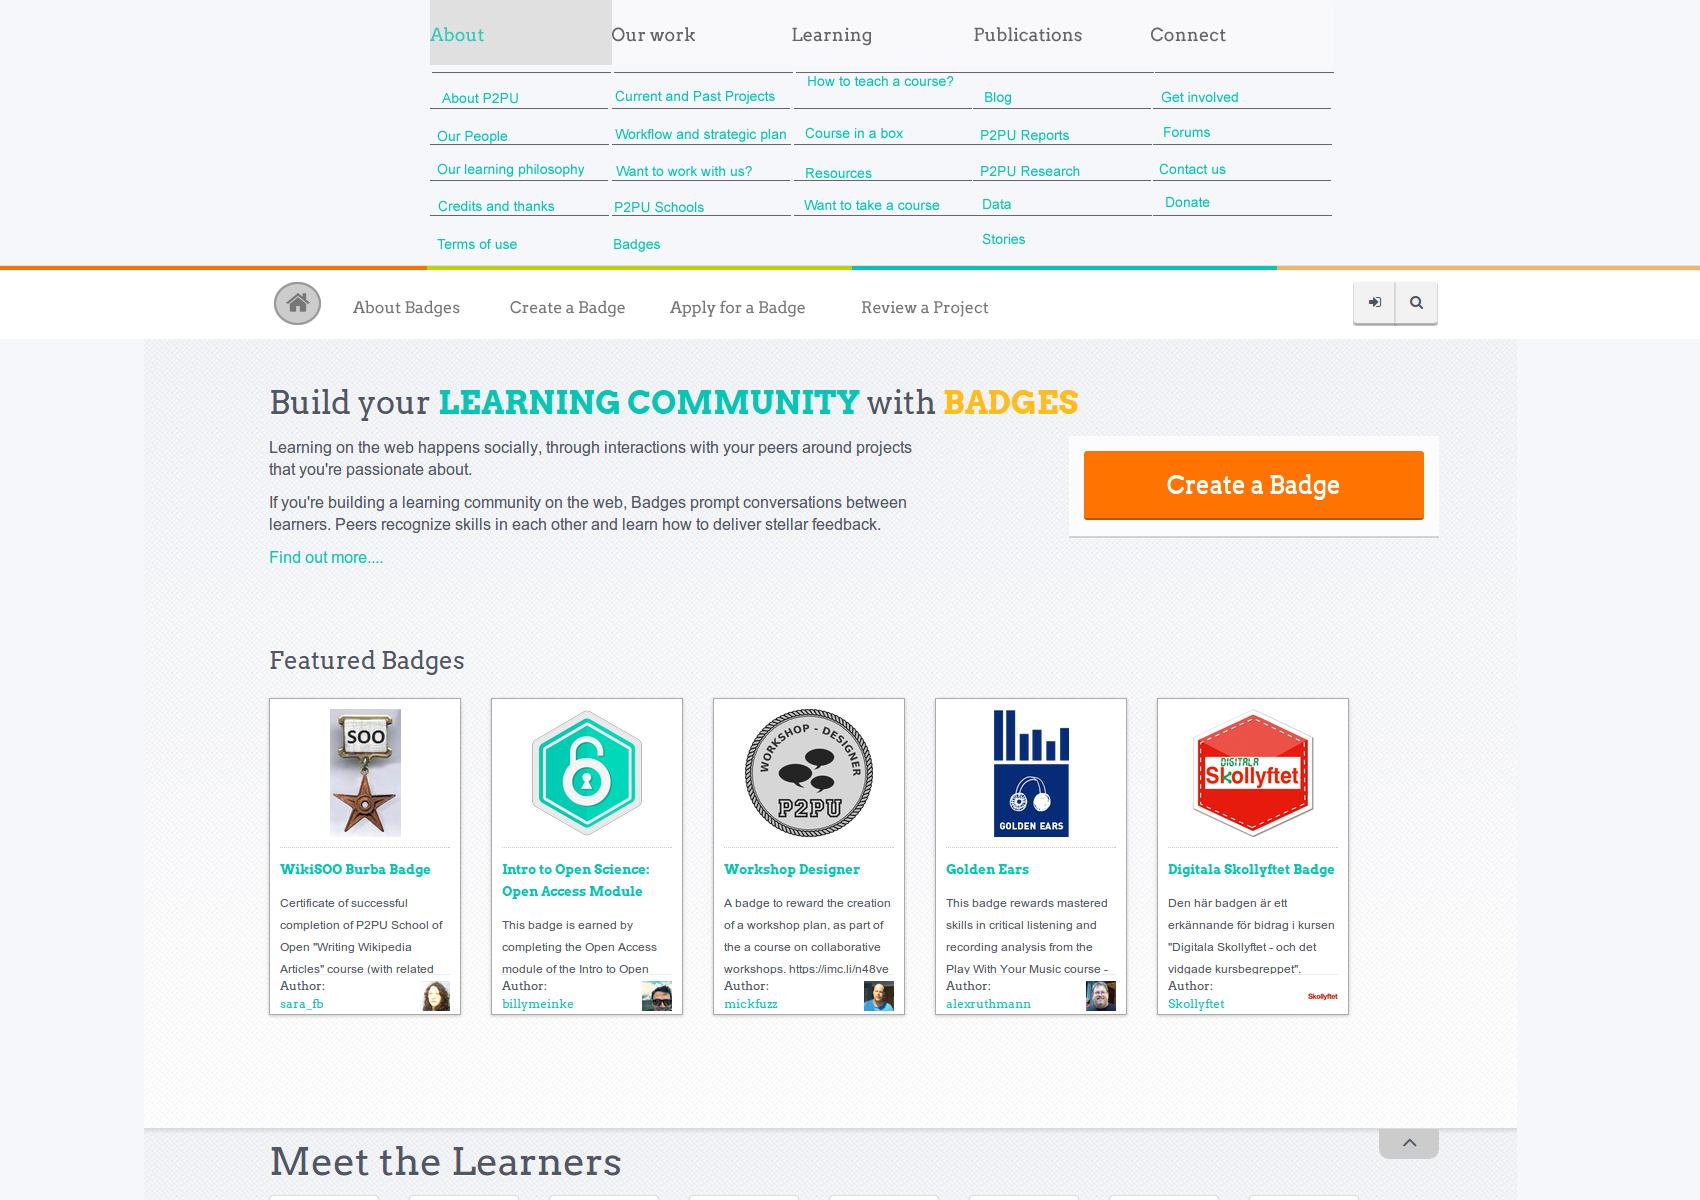 About
Our work
Learning
Publications
Connect
About P2PU
Our People
Our learning philosophy
Credits and thanks
Terms of use
Current and Past Projects
Workflow and strategic plan
Want to work with us?
P2PU Schools
Badges
How to teach a course?
Course in a box
Resources
Want to take a course
Blog
P2PU Reports
P2PU Research
Data
Stories
Get involved
Forums
Contact us
Donate
About Badges
Create a Badge
Apply for a Badge
Review a Project
Build your LEARNING COMMUNITY with BADGES
Learning on the web happens socially, through interactions with your peers around projects
that you're passionate about.
If you're building a learning community on the web, Badges prompt conversations between
learners. Peers recognize skills in each other and learn how to deliver stellar feedback.
Find out more....
Create a Badge
Featured Badges
SOO
WikiSOO Burba Badge
Certificate of successful
completion of P2PU School of
Open "Writing Wikipedia
Articles" course (with related
Author:
sara_fb
Intro to Open Science:
Open Access Module
This badge is earned by
completing the Open Access
module of the Intro to Open
Author:
billymeinke
WORKSHOP - DESIGNER
P2PU
Workshop Designer
A badge to reward the creation
of a workshop plan, as part of
the a course on collaborative
workshops. https://imc.li/n48ve
Author:
mickfuzz
GOLDEN EARS
Golden Ears
This badge rewards mastered
skills in critical listening and
recording analysis from the
Play With Your Music course -
Author:
alexruthmann
DIGITALA
Skollyftet
Digitala Skollyftet Badge
Den här badgen är ett
erkännande för bidrag i kursen
"Digitala Skollyftet - och det
vidgade kursbegreppet".
Author:
Skollyftet
Skollyftet
Meet the Learners